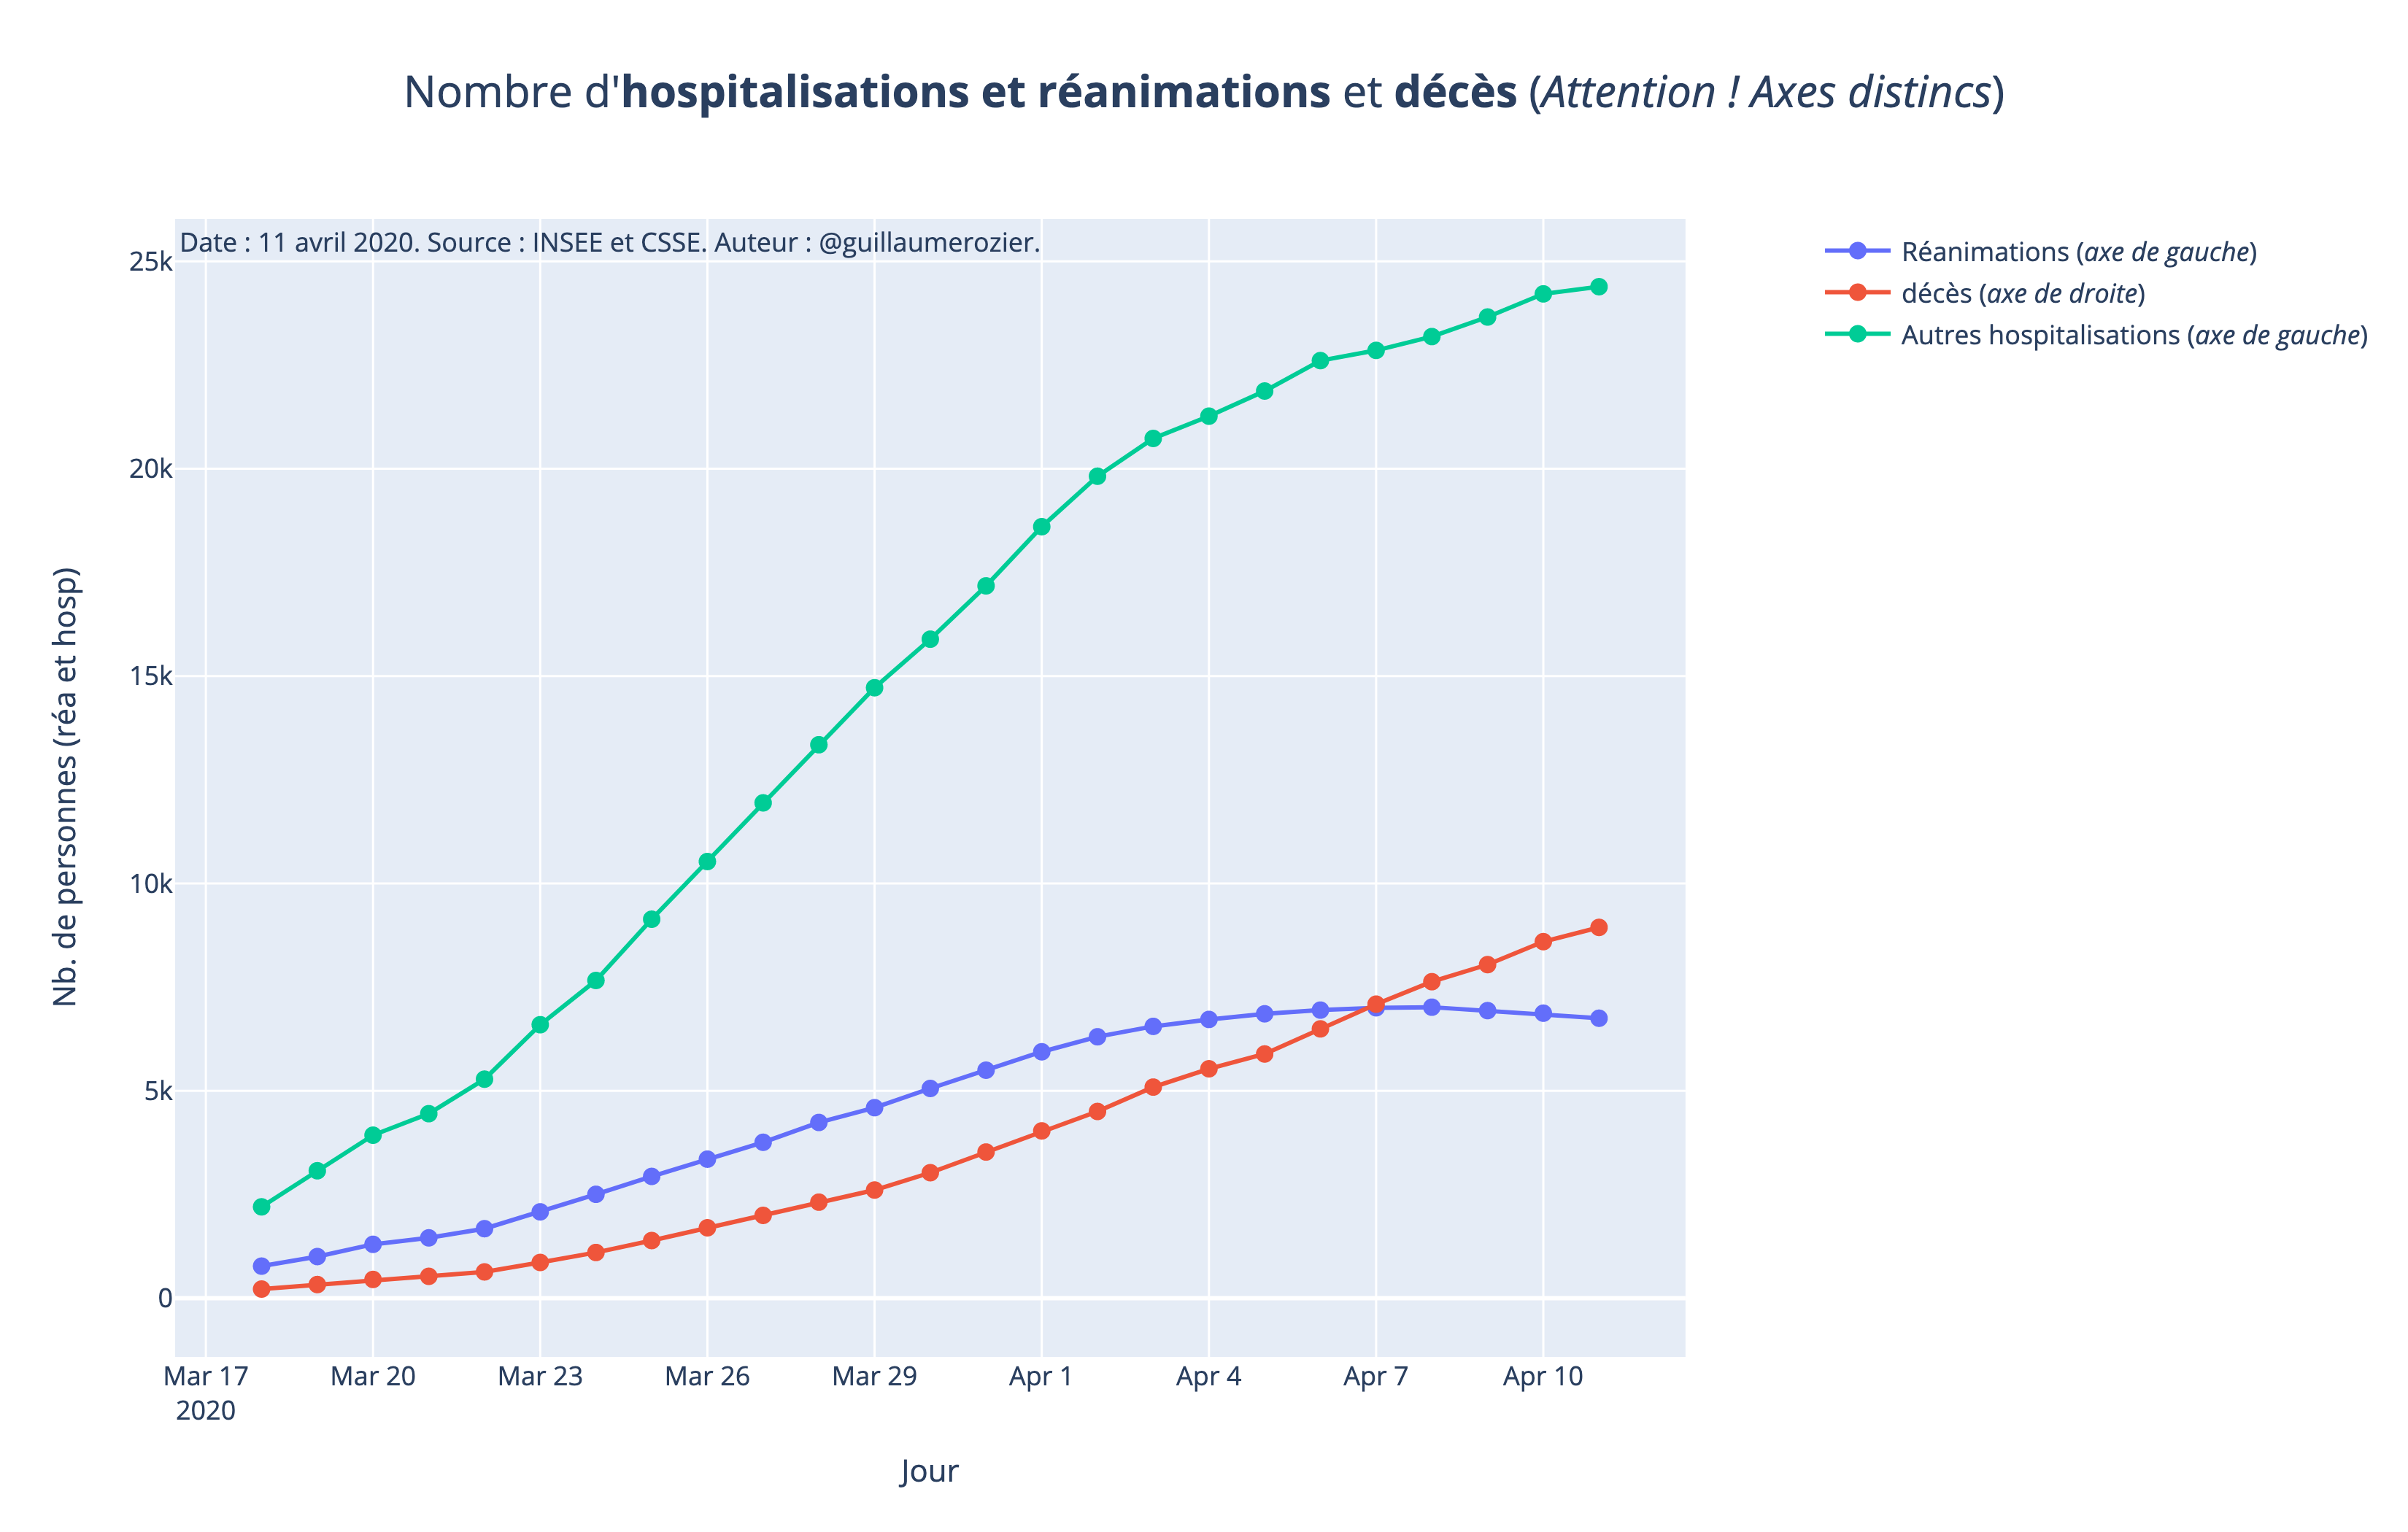 Nombre d'hospitalisations et réanimations et décès (Attention ! Axes distincs)
Date : 11 avril 2020. Source : INSEE et CSSE. Auteur : @guillaumerozier.
Réanimations (axe de gauche)
décès (axe de droite)
Autres hospitalisations (axe de gauche)
Nb. de personnes (réa et hosp)
25k
20k
15k
10k
5k
0
Mar 17 Mar 20 Mar 23 Mar 26 Mar 29 Apr 1 Apr 4 Apr 7 Apr 10
2020
Jour